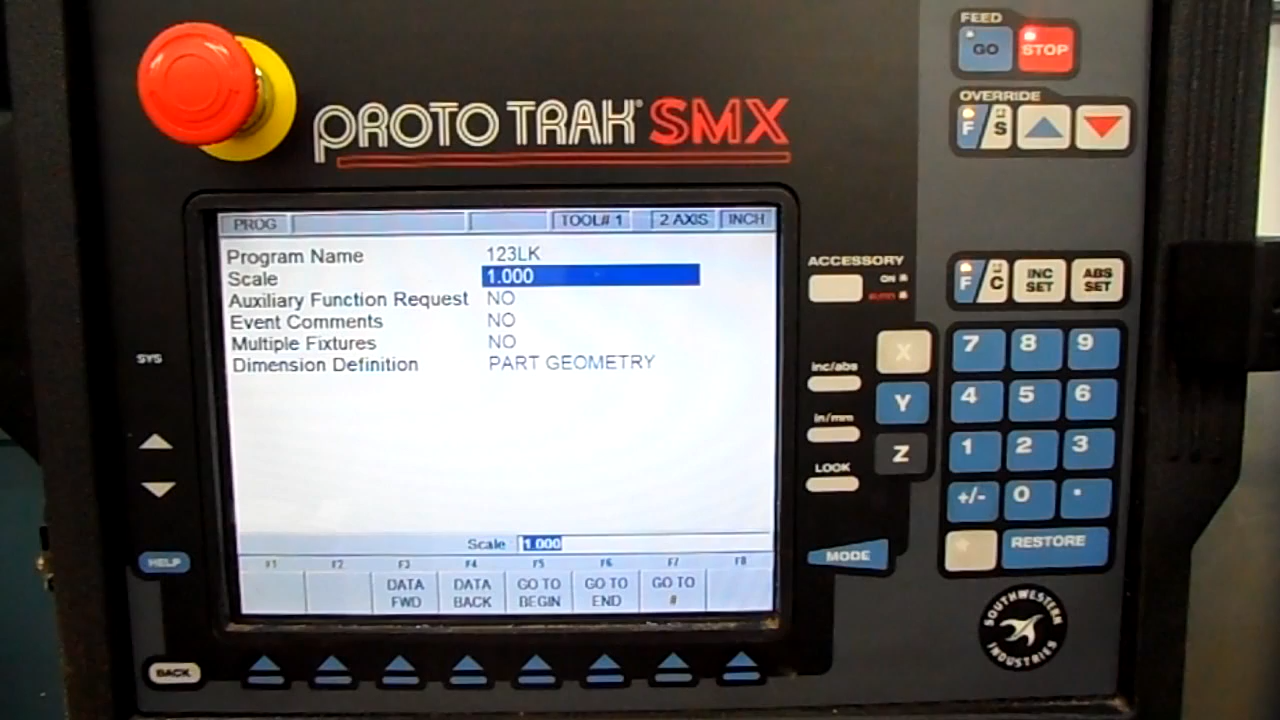 FEED
GO STOP
PROTO TRAK SMX
OVERRIDE
F/S
PROG TOOL# 1 2 AXIS INCH
Program Name 123LK
Scale 1.000
Auxiliary Function Request NO
Event Comments NO
Multiple Fixtures NO
Dimension Definition PART GEOMETRY
ACCESSORY
ON
AUTO
F/C INC SET ABS SET
SYS
inc/abs
in/mm
LOOK
X
Y
Z
7 8 9
4 5 6
1 2 3
+/- 0 .
RESTORE
Scale 1.000
HELP
MODE
F1 F2 F3 F4 F5 F6 F7 F8
DATA FWD DATA BACK GO TO BEGIN GO TO END GO TO #
BACK
SOUTHWESTERN INDUSTRIES